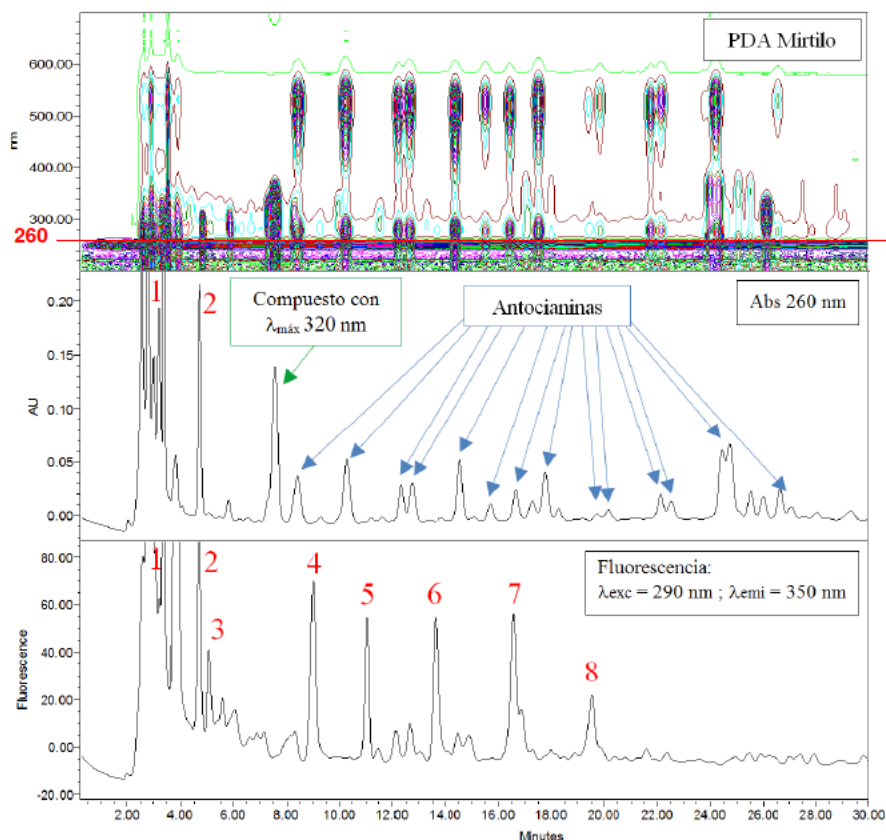 PDA Mirtilo
600.00
500.00
nm
400.00
300.00
260
1
2
Compuesto con
λmáx 320 nm
Antocianinas
Abs 260 nm
0.20
0.15
AU
0.10
0.05
0.00
80.00
60.00
Fluorescence
40.00
20.00
0.00
-20.00
1
2
3
4
5
6
7
8
Fluorescencia:
λexc = 290 nm ; λemi = 350 nm
2.00 4.00 6.00 8.00 10.00 12.00 14.00 16.00 18.00 20.00 22.00 24.00 26.00 28.00 30.00
Minutes